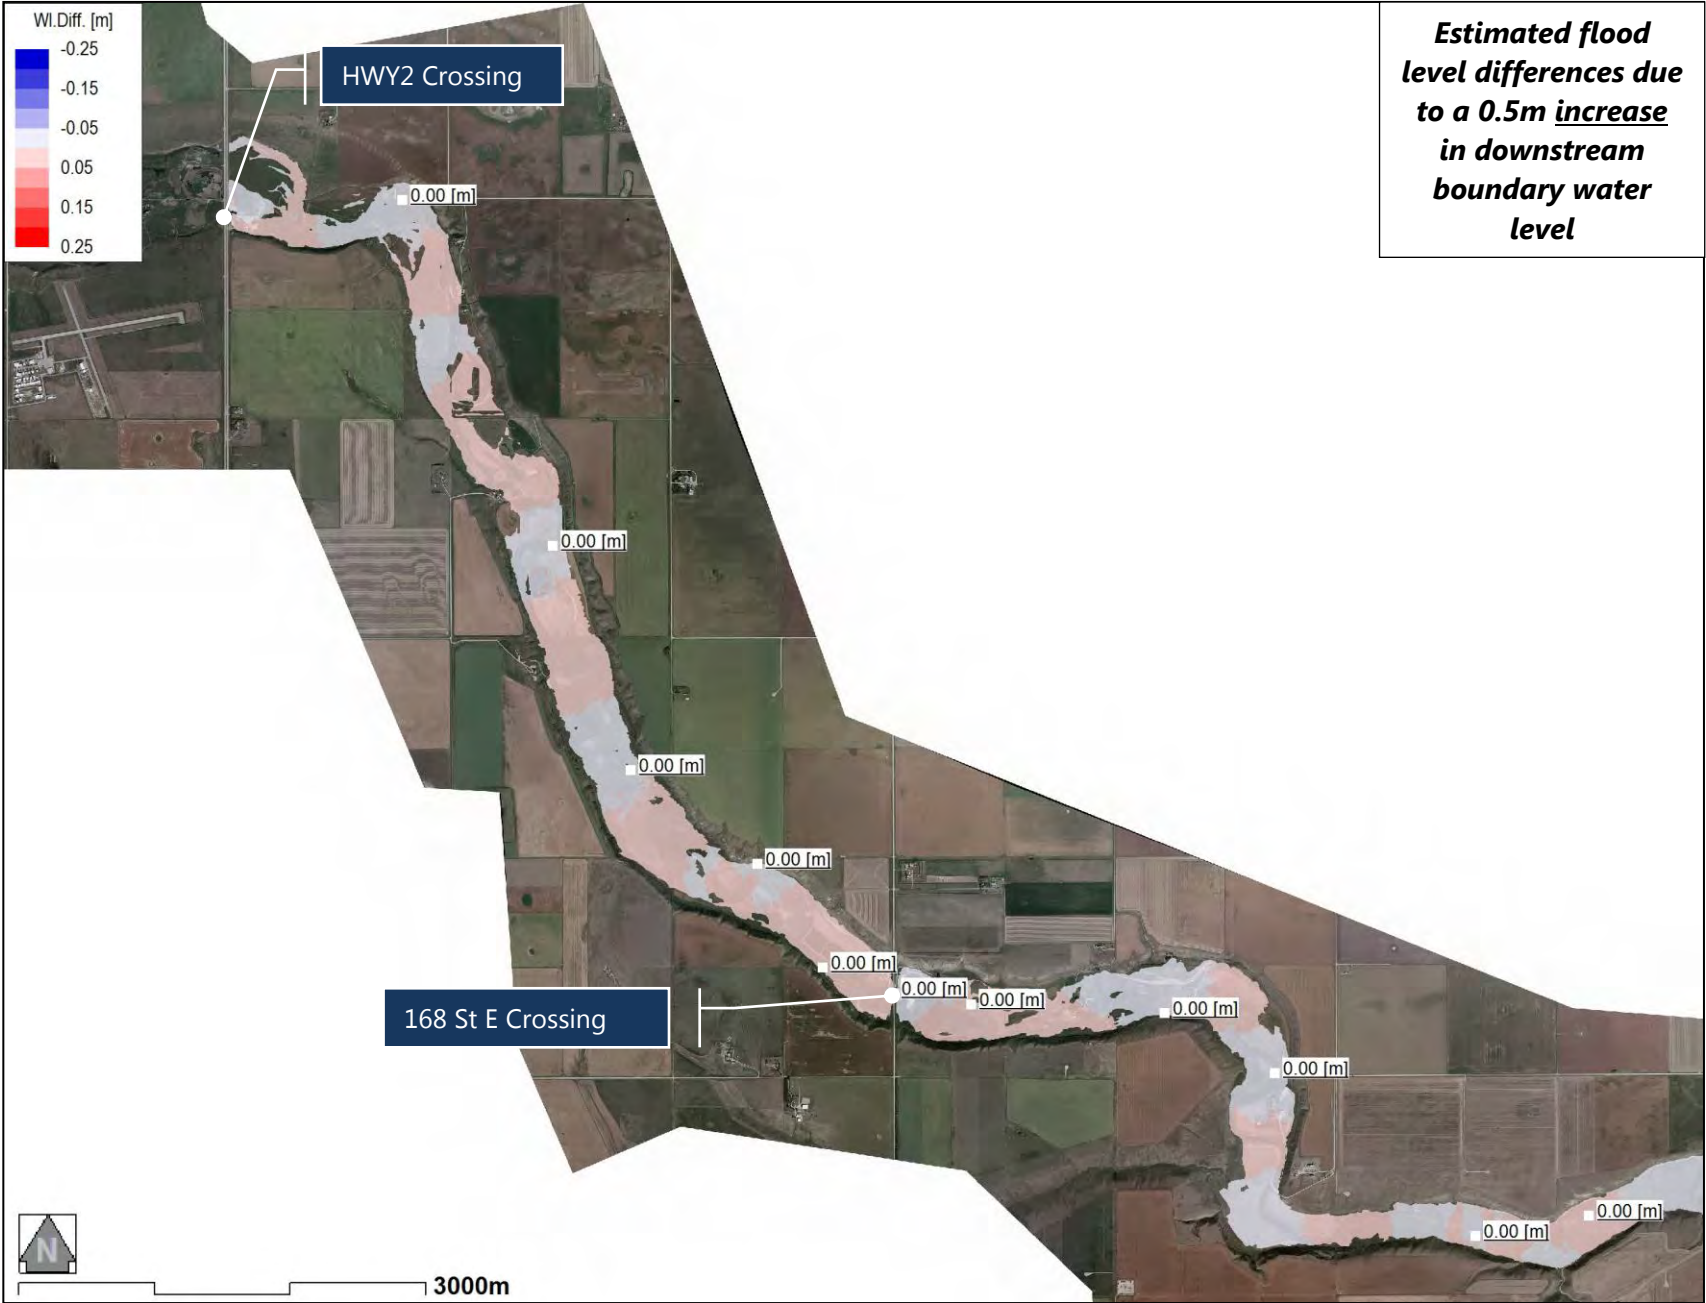 Wl.Diff. [m]
-0.25
-0.15
-0.05
0.05
0.15
0.25
HWY2 Crossing
Estimated flood
level differences due
to a 0.5m increase
in downstream
boundary water
level
0.00 [m]
0.00 [m]
0.00 [m]
0.00 [m]
0.00 [m]
0.00 [m]
0.00 [m]
0.00 [m]
168 St E Crossing
0.00 [m]
0.00 [m]
0.00 [m]
N
3000m